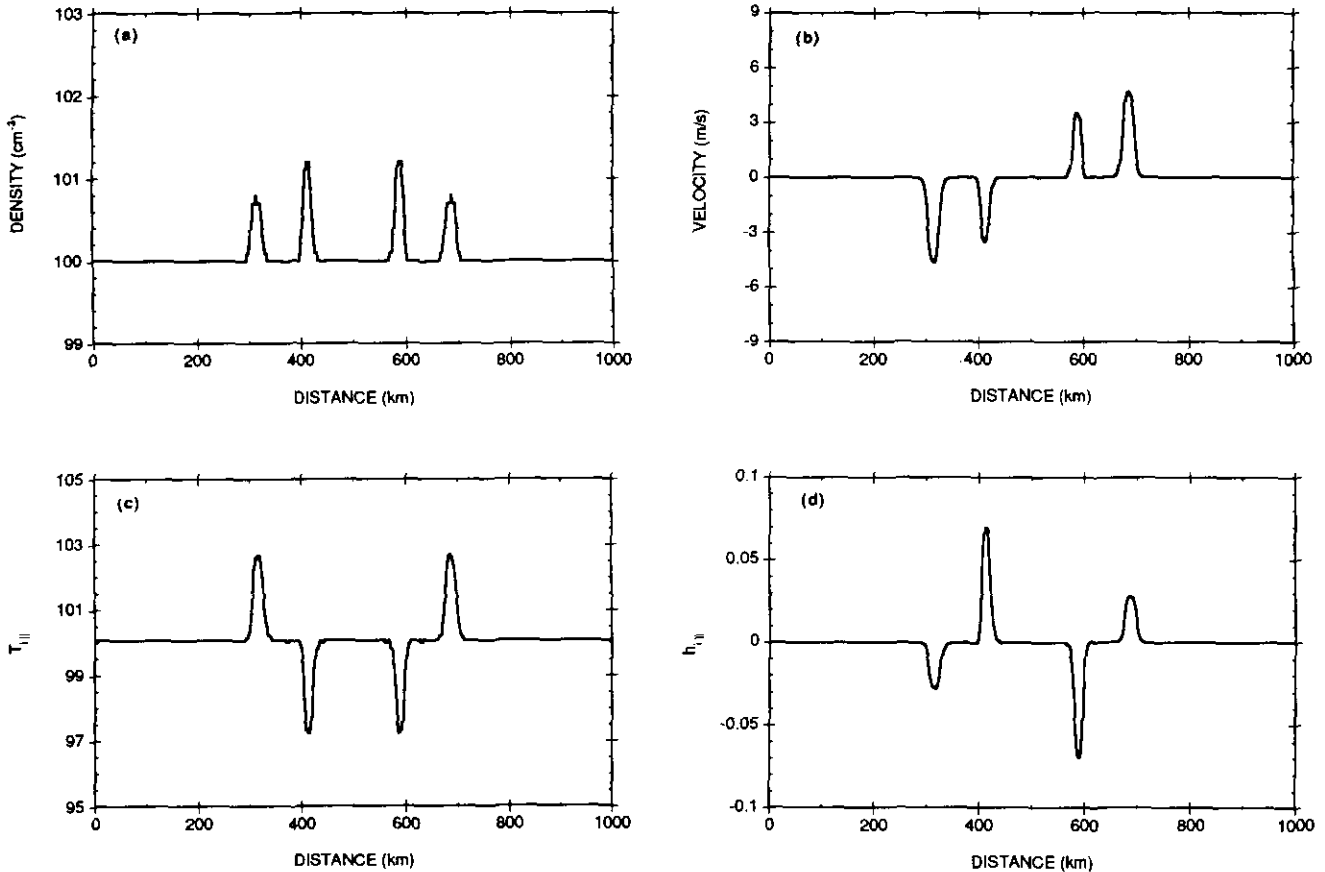 (a)
103
102
101
100
99
DENSITY (cm⁻³)
0 200 400 600 800 1000
DISTANCE (km)
(b)
9
6
3
0
-3
-6
-9
VELOCITY (m/s)
0 200 400 600 800 1000
DISTANCE (km)
(c)
105
103
101
99
97
95
T_i||
0 200 400 600 800 1000
DISTANCE (km)
(d)
0.1
0.05
0
-0.05
-0.1
h_i||
0 200 400 600 800 1000
DISTANCE (km)